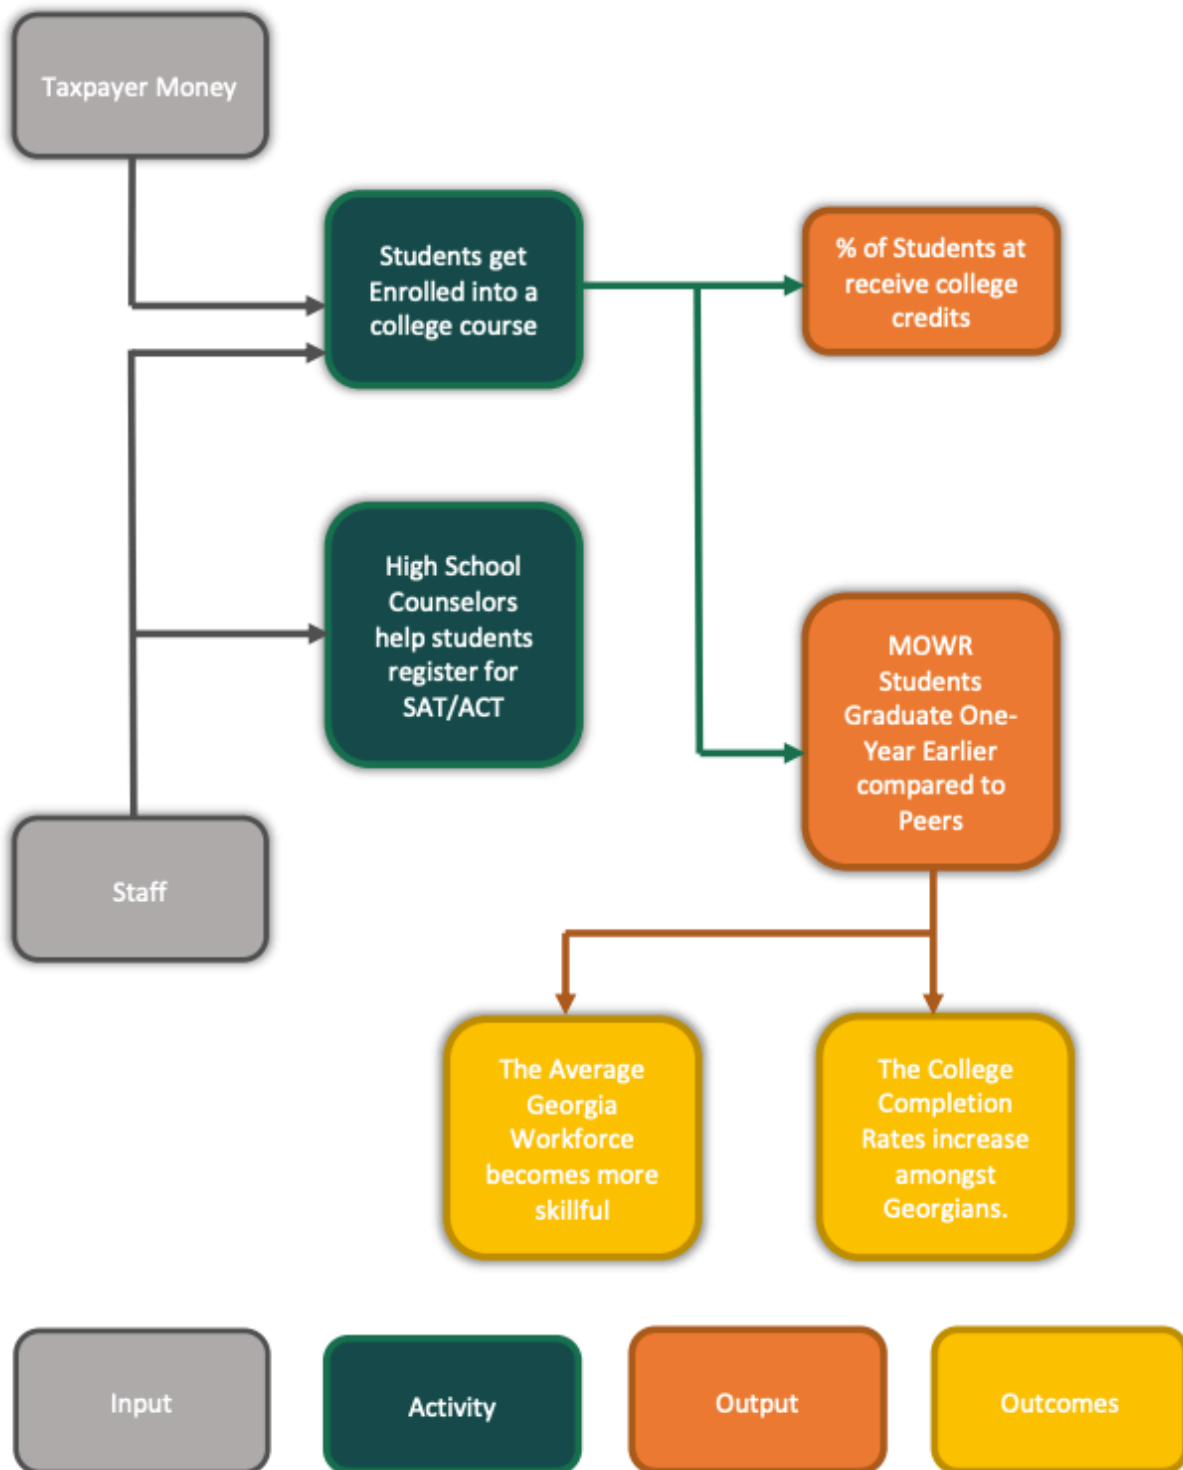 Taxpayer Money
Students get
Enrolled into a
college course
% of Students at
receive college
credits
High School
Counselors
help students
register for
SAT/ACT
MOWR
Students
Graduate One-
Year Earlier
compared to
Peers
Staff
The Average
Georgia
Workforce
becomes more
skillful
The College
Completion
Rates increase
amongst
Georgians.
Input
Activity
Output
Outcomes